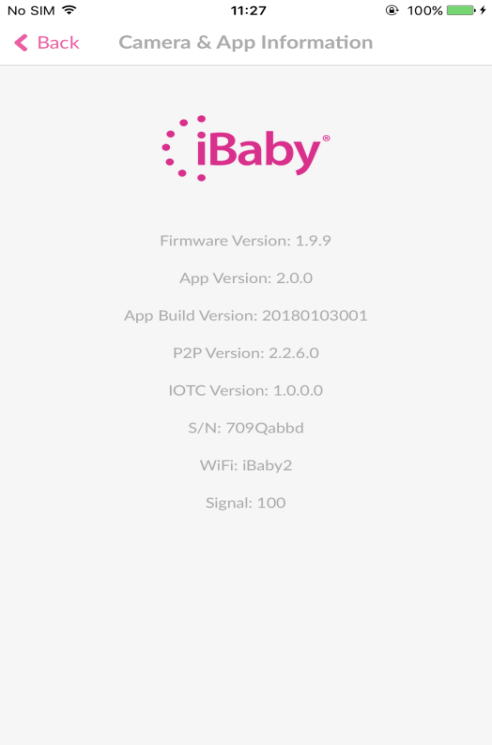 No SIM 11:27 100%
Back Camera & App Information
iBaby®
Firmware Version: 1.9.9
App Version: 2.0.0
App Build Version: 20180103001
P2P Version: 2.2.6.0
IOTC Version: 1.0.0.0
S/N: 709Qabbd
WiFi: iBaby2
Signal: 100